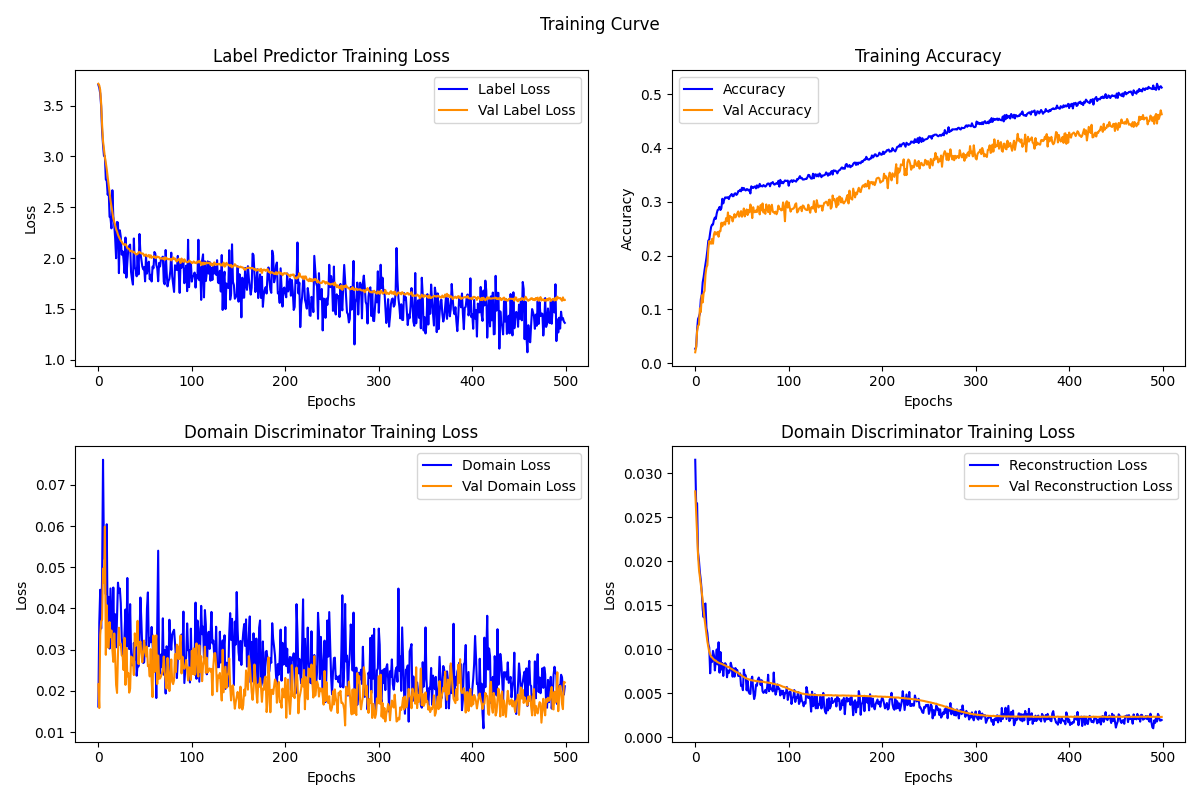 Training Curve
Label Predictor Training Loss
Label Loss
Val Label Loss
3.5
3.0
2.5
2.0
1.5
1.0
Loss
0
100
200
300
400
500
Epochs
Training Accuracy
Accuracy
Val Accuracy
0.5
0.4
0.3
0.2
0.1
0.0
Accuracy
0
100
200
300
400
500
Epochs
Domain Discriminator Training Loss
Domain Loss
Val Domain Loss
0.07
0.06
0.05
0.04
0.03
0.02
0.01
Loss
0
100
200
300
400
500
Epochs
Domain Discriminator Training Loss
Reconstruction Loss
Val Reconstruction Loss
0.030
0.025
0.020
0.015
0.010
0.005
0.000
Loss
0
100
200
300
400
500
Epochs